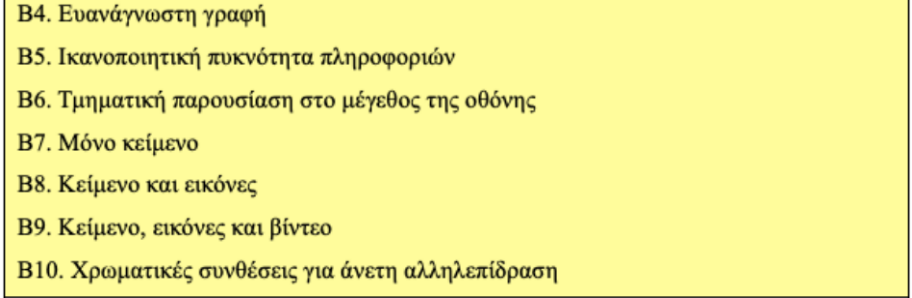 Β4. Ευανάγνωστη γραφή
Β5. Ικανοποιητική πυκνότητα πληροφοριών
Β6. Τμηματική παρουσίαση στο μέγεθος της οθόνης
Β7. Μόνο κείμενο
Β8. Κείμενο και εικόνες
Β9. Κείμενο, εικόνες και βίντεο
Β10. Χρωματικές συνθέσεις για άνετη αλληλεπίδραση